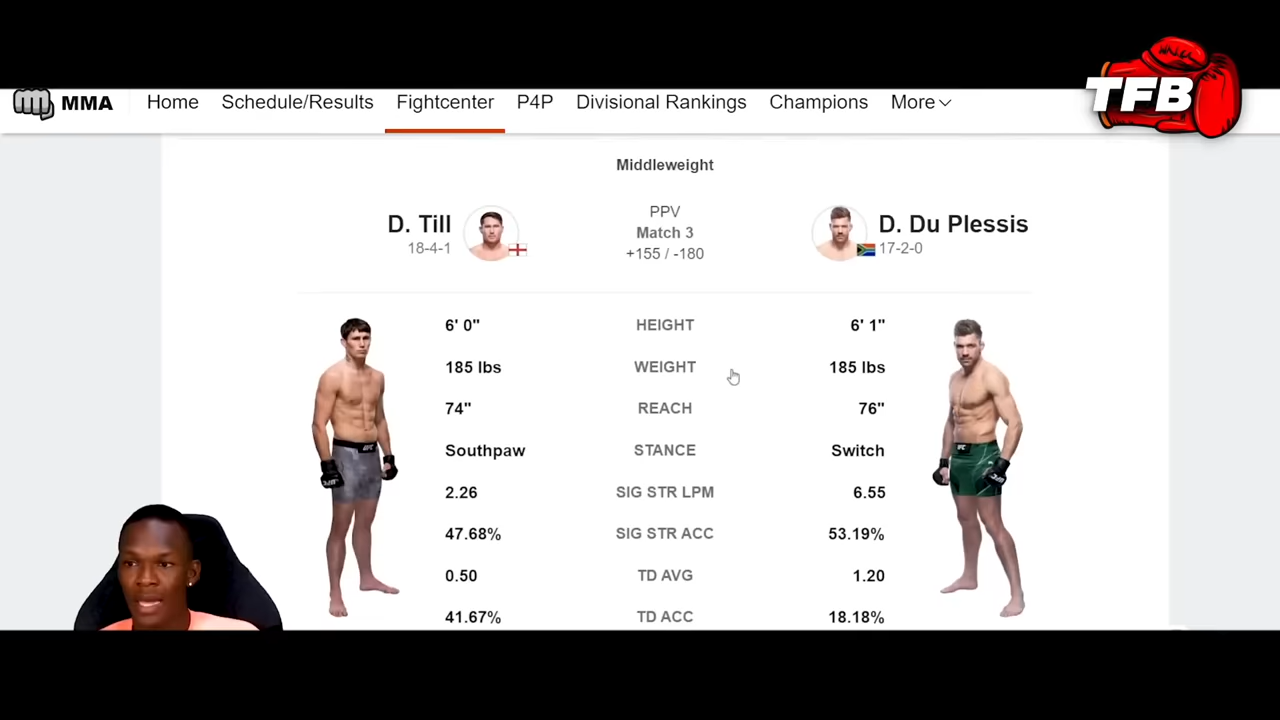 MMA Home Schedule/Results Fightcenter P4P Divisional Rankings Champions More
TFB
Middleweight
D. Till
18-4-1
PPV
Match 3
+155 / -180
D. Du Plessis
17-2-0
6' 0" HEIGHT 6' 1"
185 lbs WEIGHT 185 lbs
74" REACH 76"
Southpaw STANCE Switch
2.26 SIG STR LPM 6.55
47.68% SIG STR ACC 53.19%
0.50 TD AVG 1.20
41.67% TD ACC 18.18%